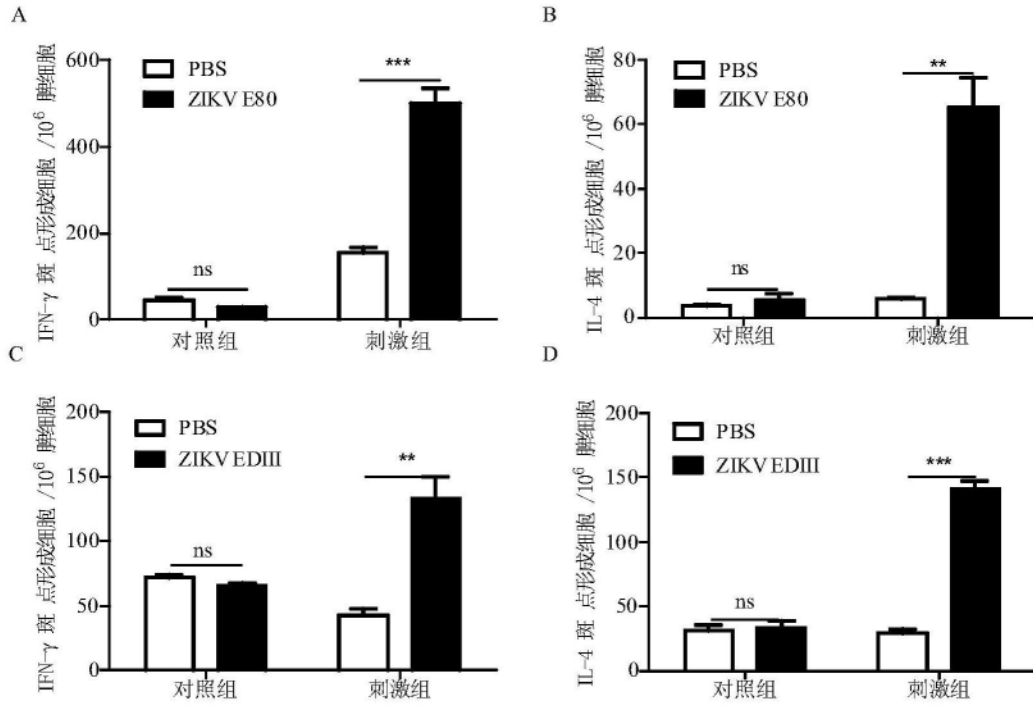 A
IFN-γ 斑 点形成细胞 /10⁶ 脾细胞
600
400
200
0
PBS
ZIKV E80
ns
***
对照组
刺激组
B
IL-4 斑 点形成细胞 /10⁶ 脾细胞
80
60
40
20
0
PBS
ZIKV E80
ns
**
对照组
刺激组
C
IFN-γ 斑 点形成细胞 /10⁶ 脾细胞
200
150
100
50
0
PBS
ZIKV EDIII
ns
**
对照组
刺激组
D
IL-4 斑 点形成细胞 /10⁶ 脾细胞
200
150
100
50
0
PBS
ZIKV EDIII
ns
***
对照组
刺激组